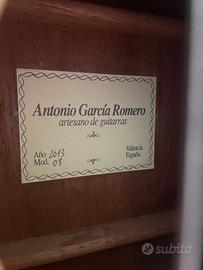 Antonio García Romero
artesano de guitarras
Año 2013
Mod. 08
Valencia
España
subito